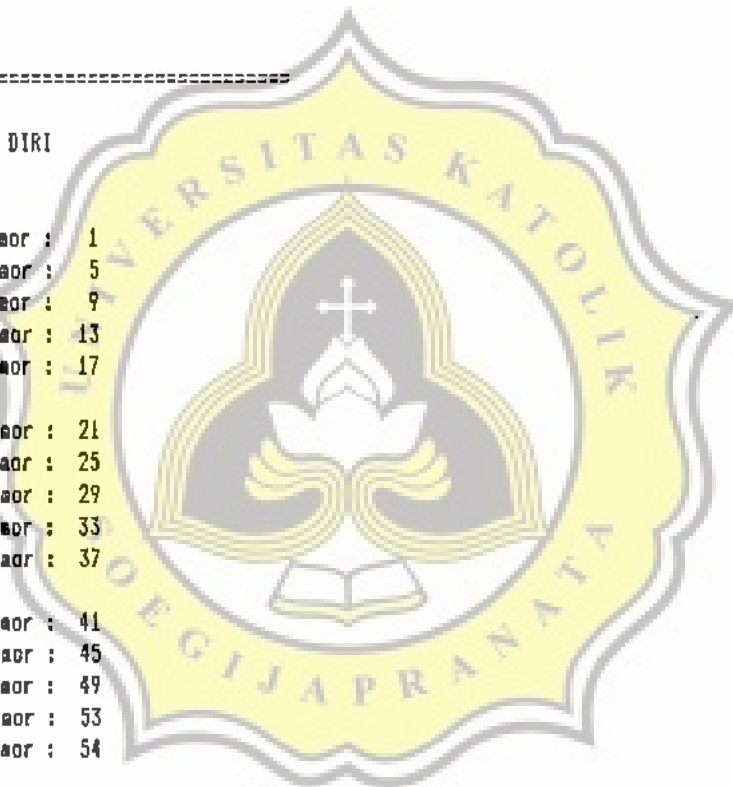 ==============================
DIRI
mor : 1
mor : 5
mor : 9
mor : 13
mor : 17
mor : 21
mor : 25
mor : 29
mor : 33
mor : 37
mor : 41
mor : 45
mor : 49
mor : 53
mor : 54
UNIVERSITAS KATOLIK
SOEGIJAPRANATA